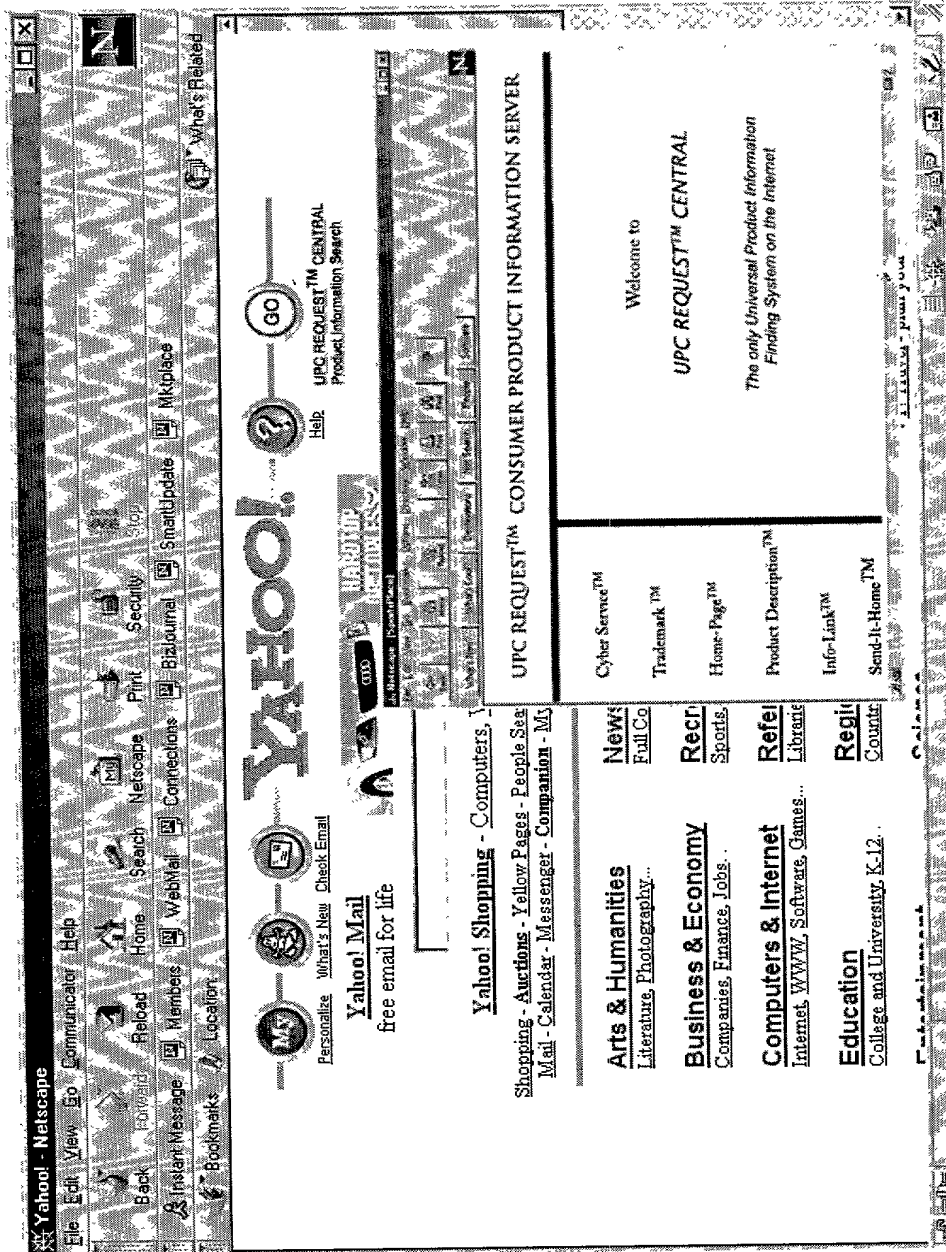 Yahoo! - Netscape
File Edit View Go Communicator Help
Back Forward Reload Home Search Netscape Print Security Stop
Instant Message Members WebMail Connections BizJournal SmartUpdate Mktplace
Bookmarks Location: What's Related
Personalize What's New Check Email YAHOO! Help
GO
UPC REQUEST™ CENTRAL
Product Information Search
Yahoo! Mail
free email for life
Yahoo! Shopping - Computers,
Shopping - Auctions - Yellow Pages - People Sea
Mail - Calendar - Messenger - Companion - My
Arts & Humanities
Literature, Photography...
News
Full Co
Business & Economy
Companies, Finance, Jobs..
Recr
Sports,
Computers & Internet
Internet, WWW, Software, Games...
Refer
Librarie
Education
College and University, K-12..
Regi
Countr
UPC REQUEST™ CONSUMER PRODUCT INFORMATION SERVER
Cyber Service™
Trademark™
Home-Page™
Product Description™
Info-Link™
Send-It-Home™
Welcome to
UPC REQUEST™ CENTRAL
The only Universal Product Information
Finding System on the Internet